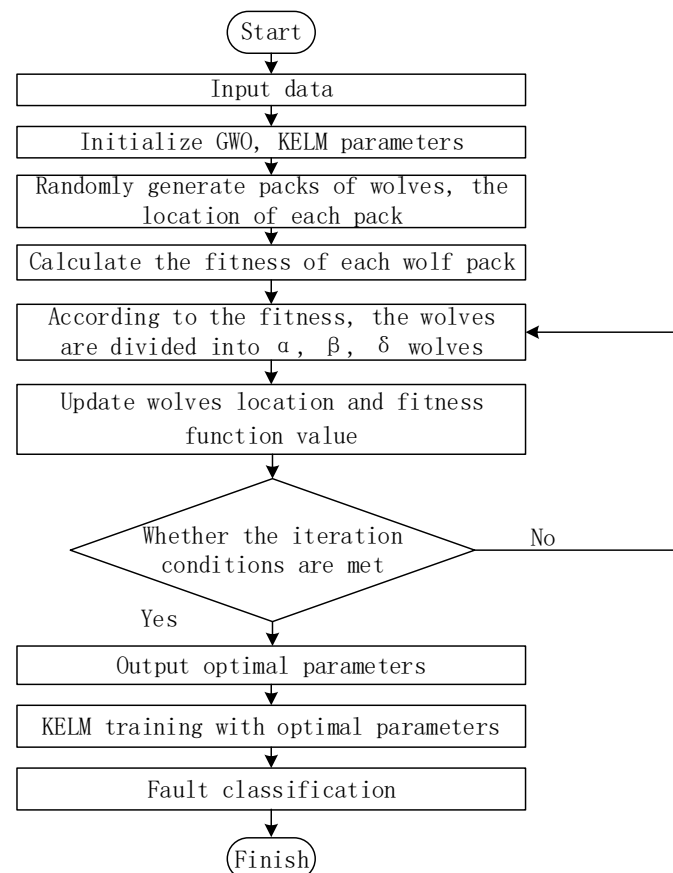 Start
Input data
Initialize GWO, KELM parameters
Randomly generate packs of wolves, the
location of each pack
Calculate the fitness of each wolf pack
According to the fitness, the wolves
are divided into α, β, δ wolves
Update wolves location and fitness
function value
Whether the iteration
conditions are met
No
Yes
Output optimal parameters
KELM training with optimal parameters
Fault classification
Finish